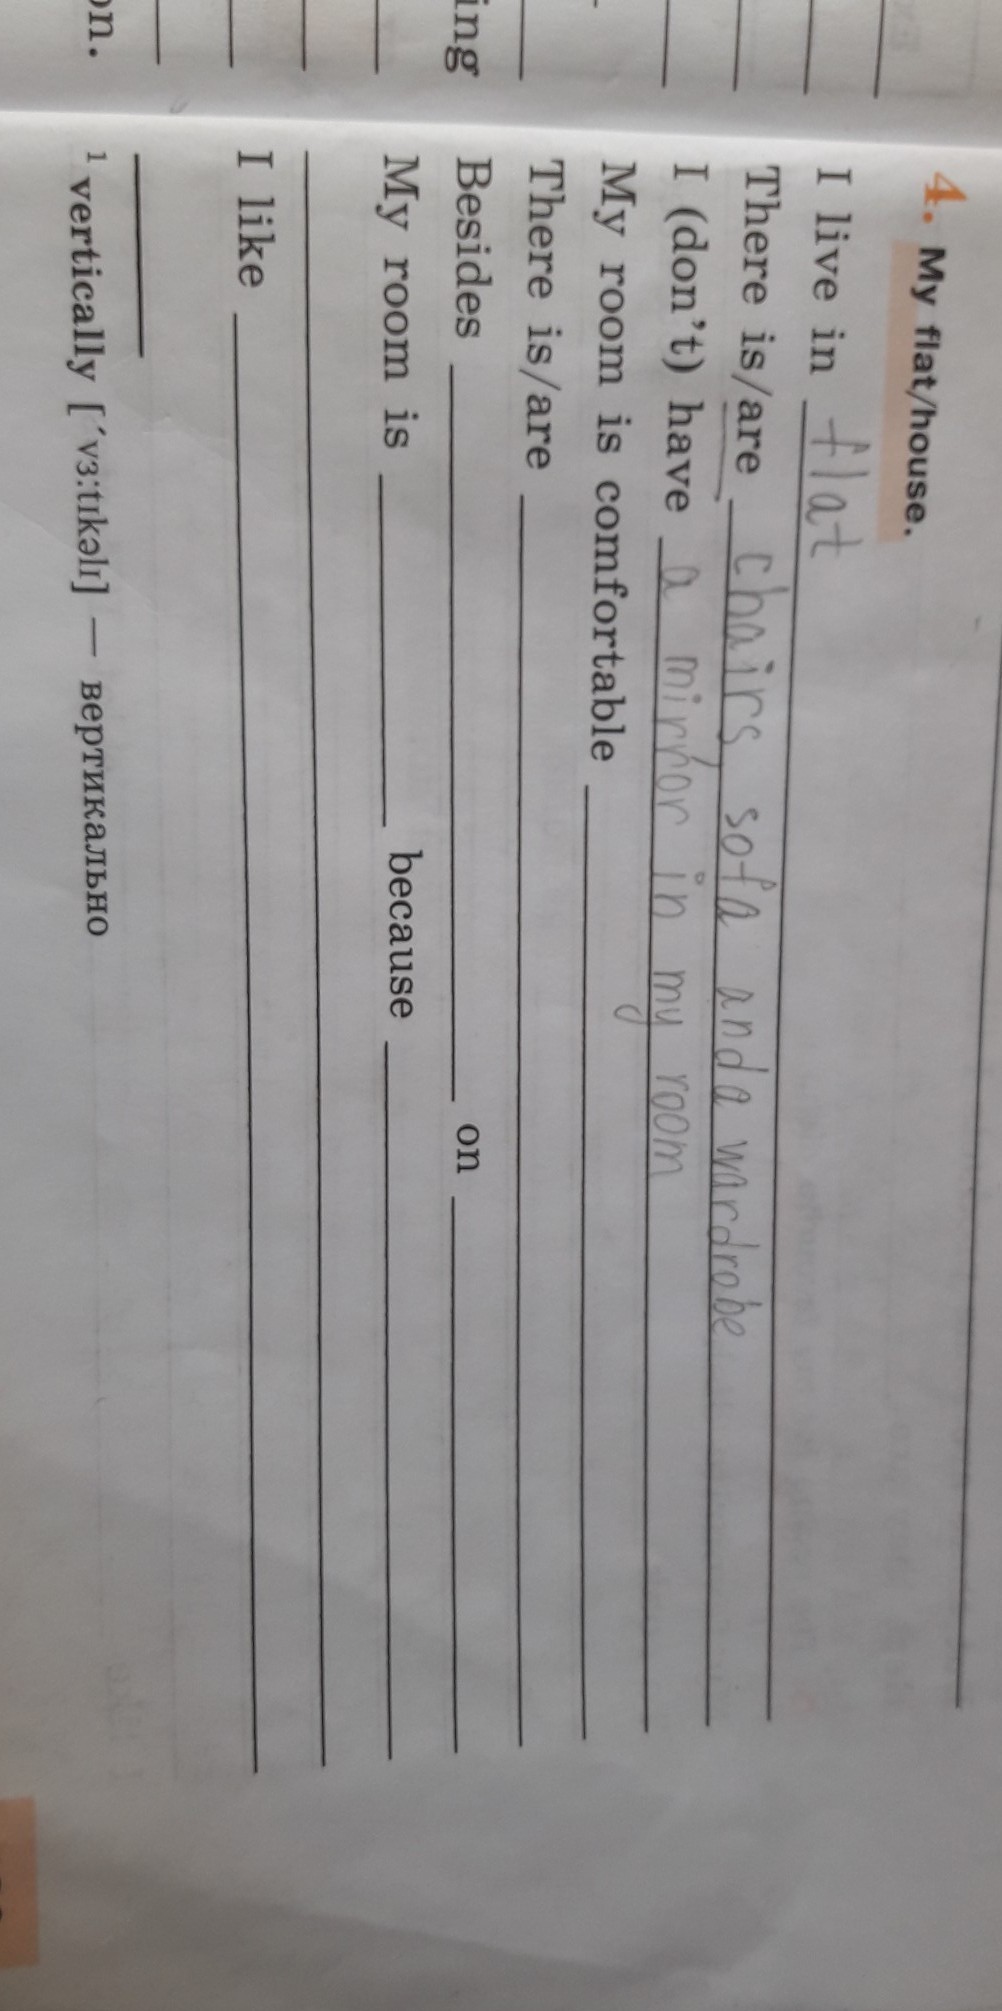 on.
ing
4. My flat/house.
I live in flat
There is/are chairs sofa and a wardrobe
I (don't) have a mirror in my room
My room is comfortable
There is/are
Besides on
My room is because
I like
1 vertically [ˊvɜ:tɪkəlɪ] — вертикально